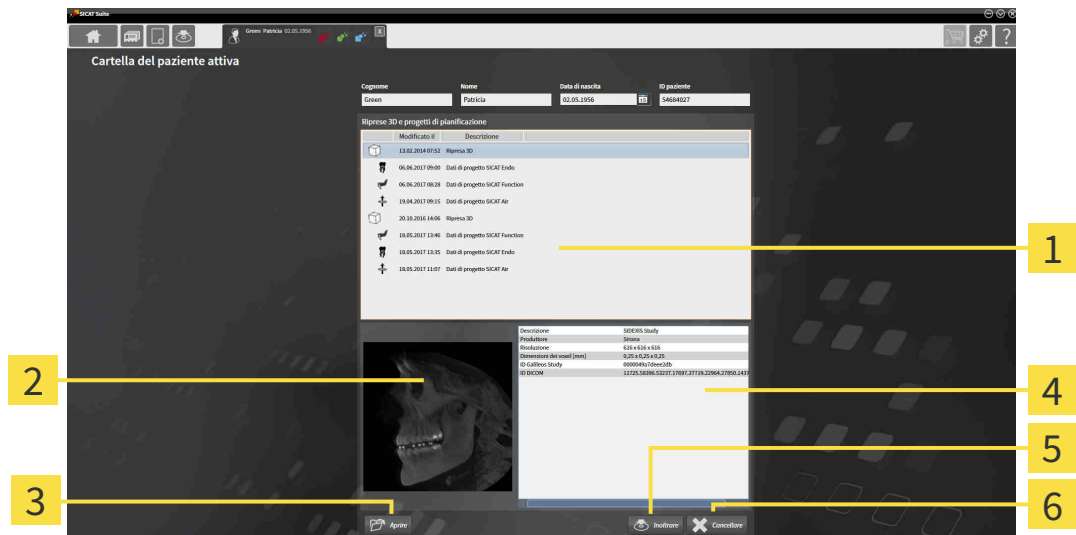 SICAT Suite
Green Patricia 02.05.1956
x
?
Cartella del paziente attiva
Cognome Nome Data di nascita ID paziente
Green Patricia 02.05.1956 15 54684027
Riprese 3D e progetti di pianificazione
Modificato il Descrizione
13.02.2014 07:52 Ripresa 3D
06.06.2017 09:00 Dati di progetto SICAT Endo
06.06.2017 08:28 Dati di progetto SICAT Function
19.04.2017 09:15 Dati di progetto SICAT Air
20.10.2016 14:06 Ripresa 3D
18.05.2017 13:46 Dati di progetto SICAT Function
18.05.2017 13:35 Dati di progetto SICAT Endo
18.05.2017 11:07 Dati di progetto SICAT Air
1
Descrizione SIDEXIS Study
Produttore Sirona
Risoluzione 616 x 616 x 616
Dimensioni dei voxel [mm] 0,25 x 0,25 x 0,25
ID Galileos Study 0000049a7deee2db
ID DICOM 11725.58396.53237.17697.37719.22964.27850.1437
2
4
5
3
6
Aprire
Inoltrare
Cancellare